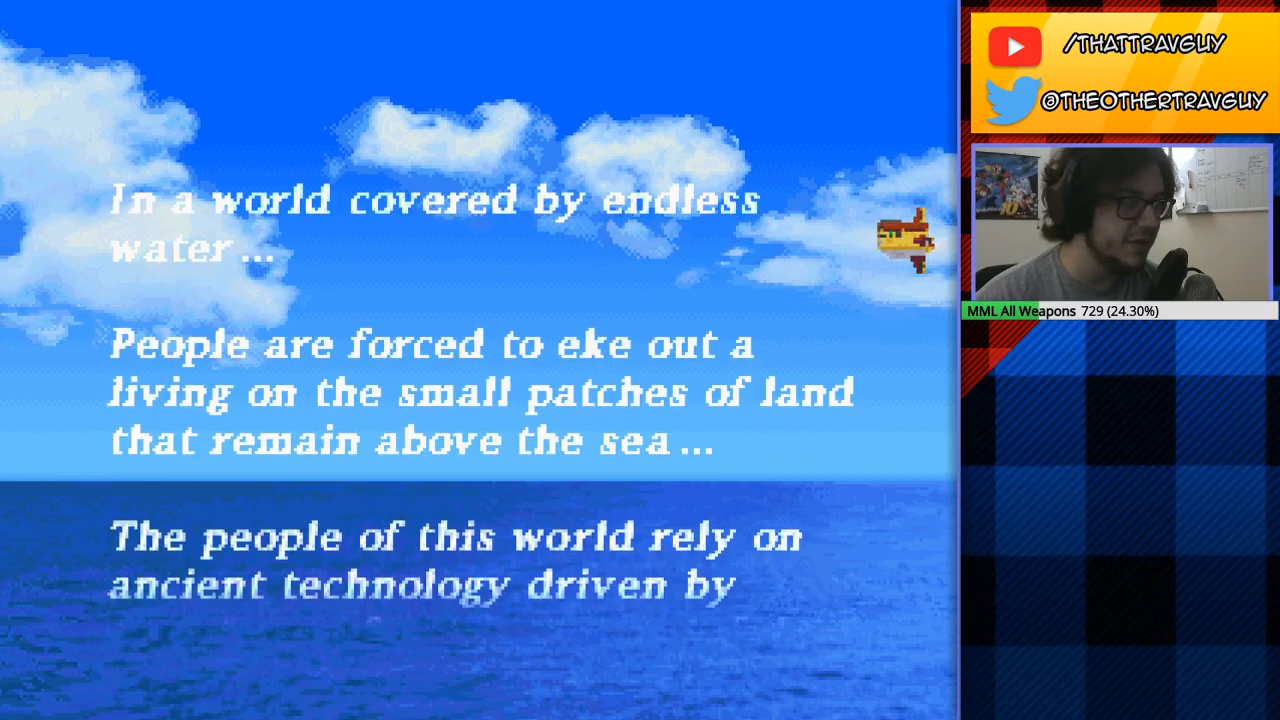 In a world covered by endless
water...
People are forced to eke out a
living on the small patches of land
that remain above the sea...
The people of this world rely on
ancient technology driven by
/THATTRAVGUY
@THEOTHERTRAVGUY
10
MML All Weapons 729 (24.30%)